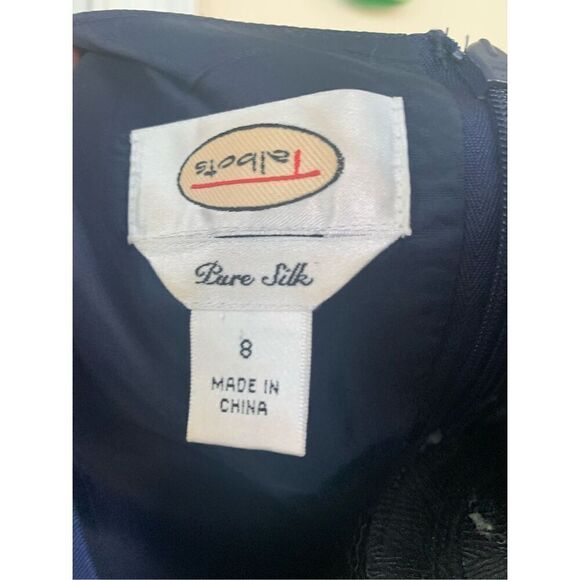 Talbots
Pure Silk
8
MADE IN
CHINA